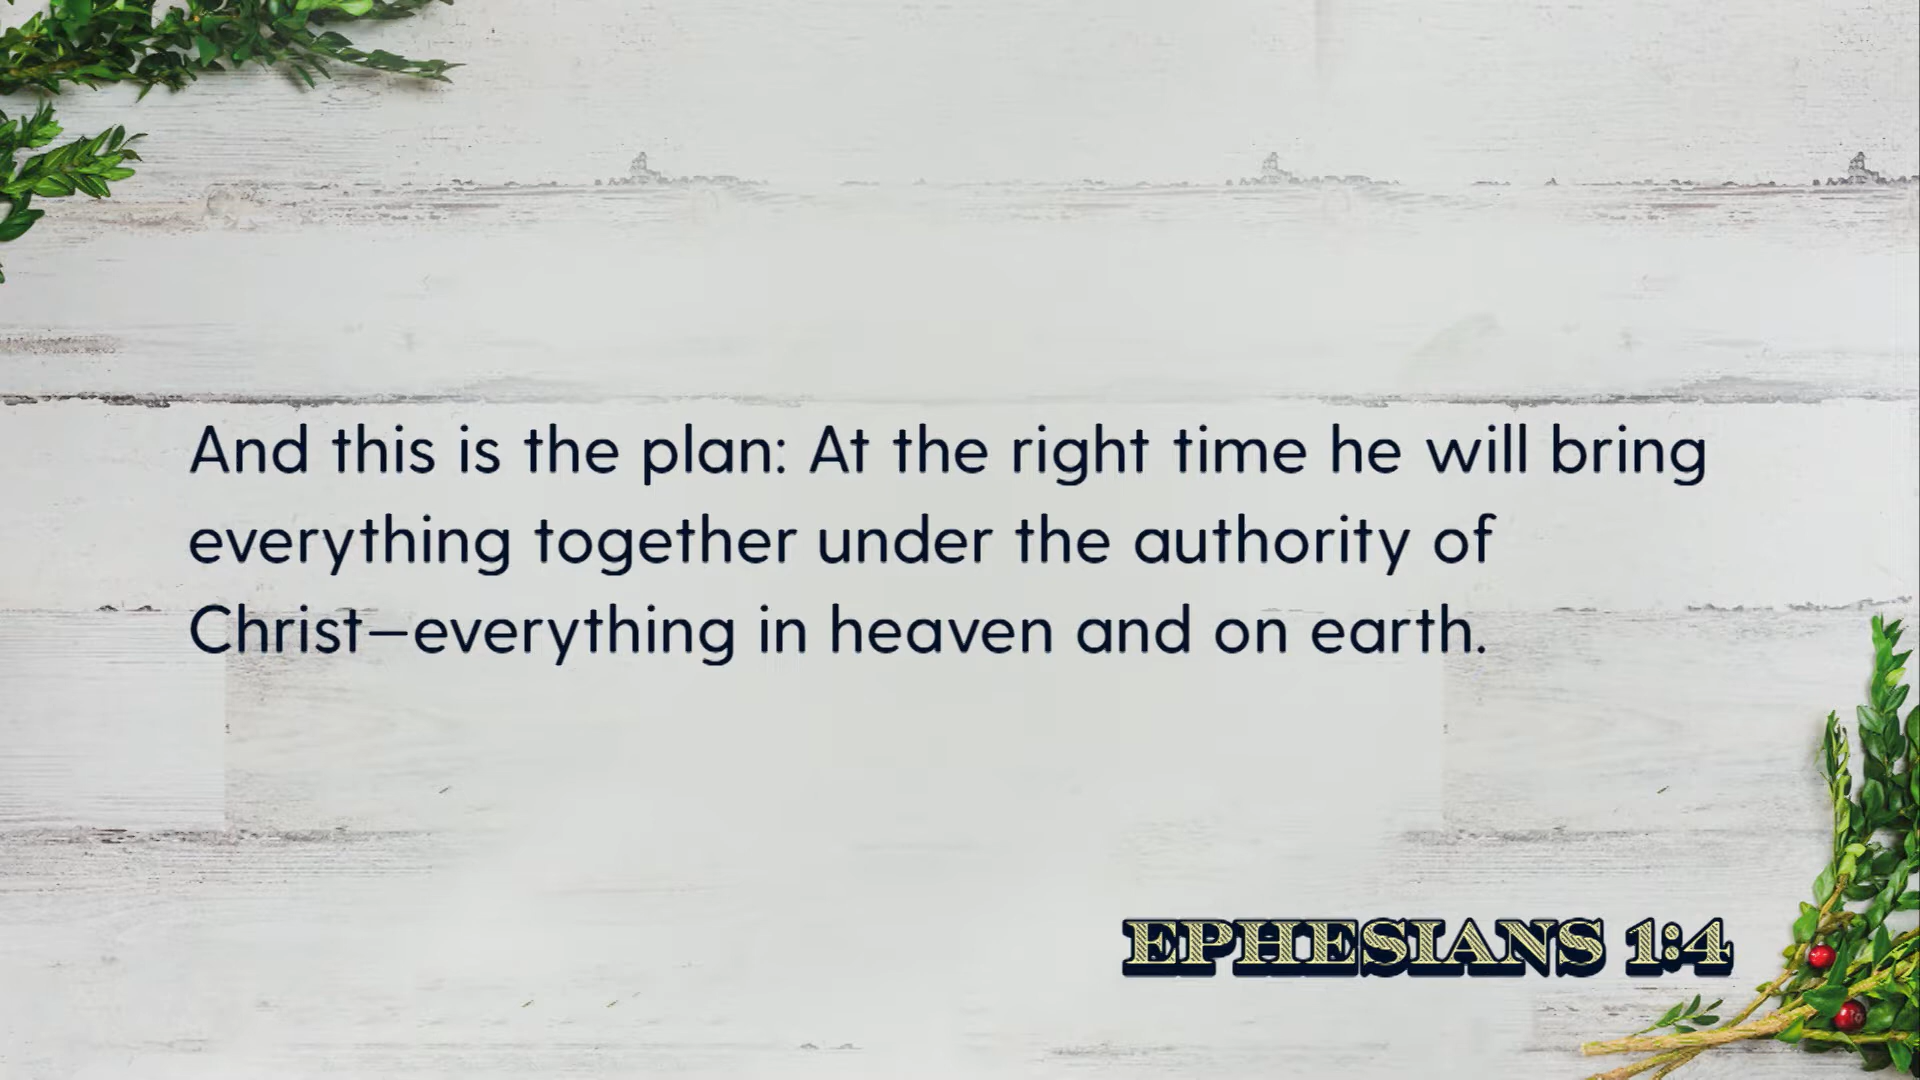 And this is the plan: At the right time he will bring
everything together under the authority of
Christ—everything in heaven and on earth.
EPHESIANS 1:4